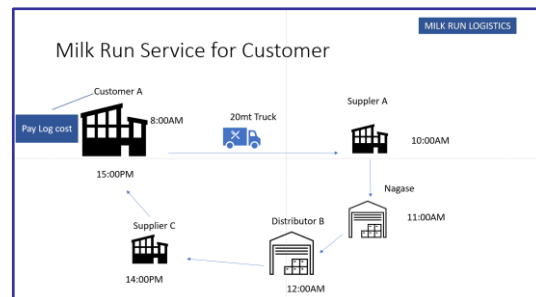 MILK RUN LOGISTICS
Milk Run Service for Customer
Customer A
Pay Log cost
8:00AM
20mt Truck
Suppler A
10:00AM
Nagase
11:00AM
Distributor B
12:00AM
Supplier C
14:00PM
15:00PM